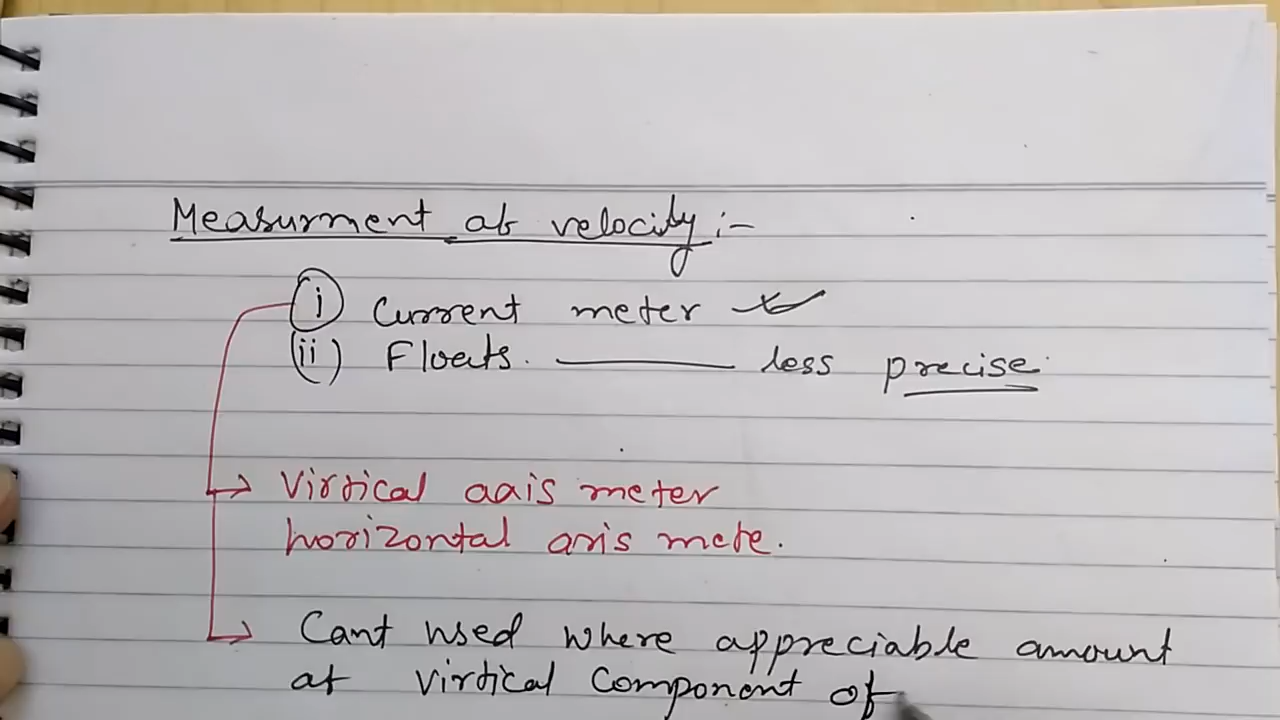 Measurment of velocity :-
(i) Current meter
(ii) Floats. —— less precise.
Virtical axis meter
horizontal axis mete.
Cant used where appreciable amount
of virtical component of